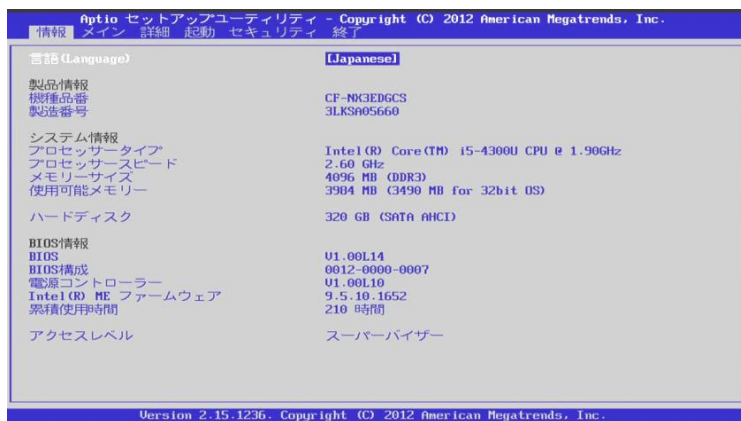 Aptio セットアップユーティリティ - Copyright (C) 2012 American Megatrends, Inc.
情報 メイン 詳細 起動 セキュリティ 終了
言語(Language) [Japanese]
製品情報
機種品番 CF-NX3EDGCS
製造番号 3LKSA05660
システム情報
プロセッサータイプ Intel(R) Core(TM) i5-4300U CPU @ 1.90GHz
プロセッサースピード 2.60 GHz
メモリーサイズ 4096 MB (DDR3)
使用可能メモリー 3984 MB (3490 MB for 32bit OS)
ハードディスク 320 GB (SATA AHCI)
BIOS情報
BIOS V1.00L14
BIOS構成 0012-0000-0007
電源コントローラー V1.00L10
Intel(R) ME ファームウェア 9.5.10.1652
累積使用時間 210 時間
アクセスレベル スーパーバイザー
Version 2.15.1236. Copyright (C) 2012 American Megatrends, Inc.